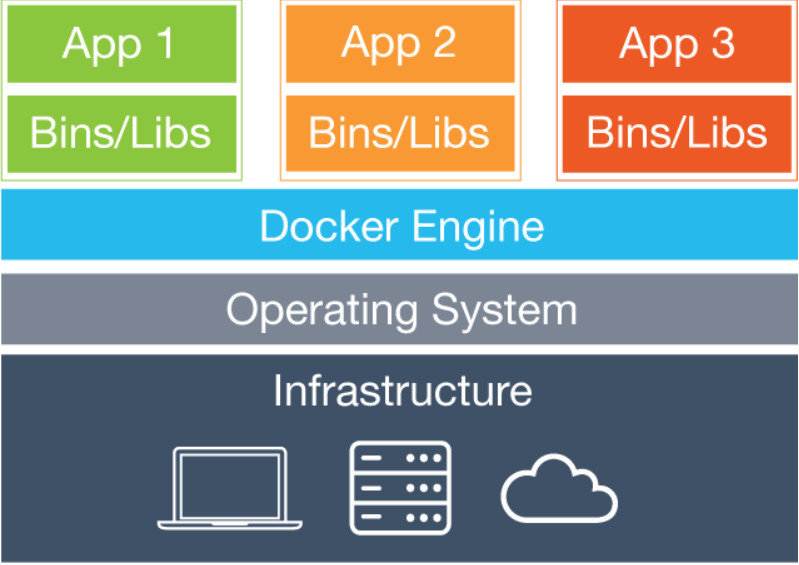 App 1
App 2
App 3
Bins/Libs
Bins/Libs
Bins/Libs
Docker Engine
Operating System
Infrastructure